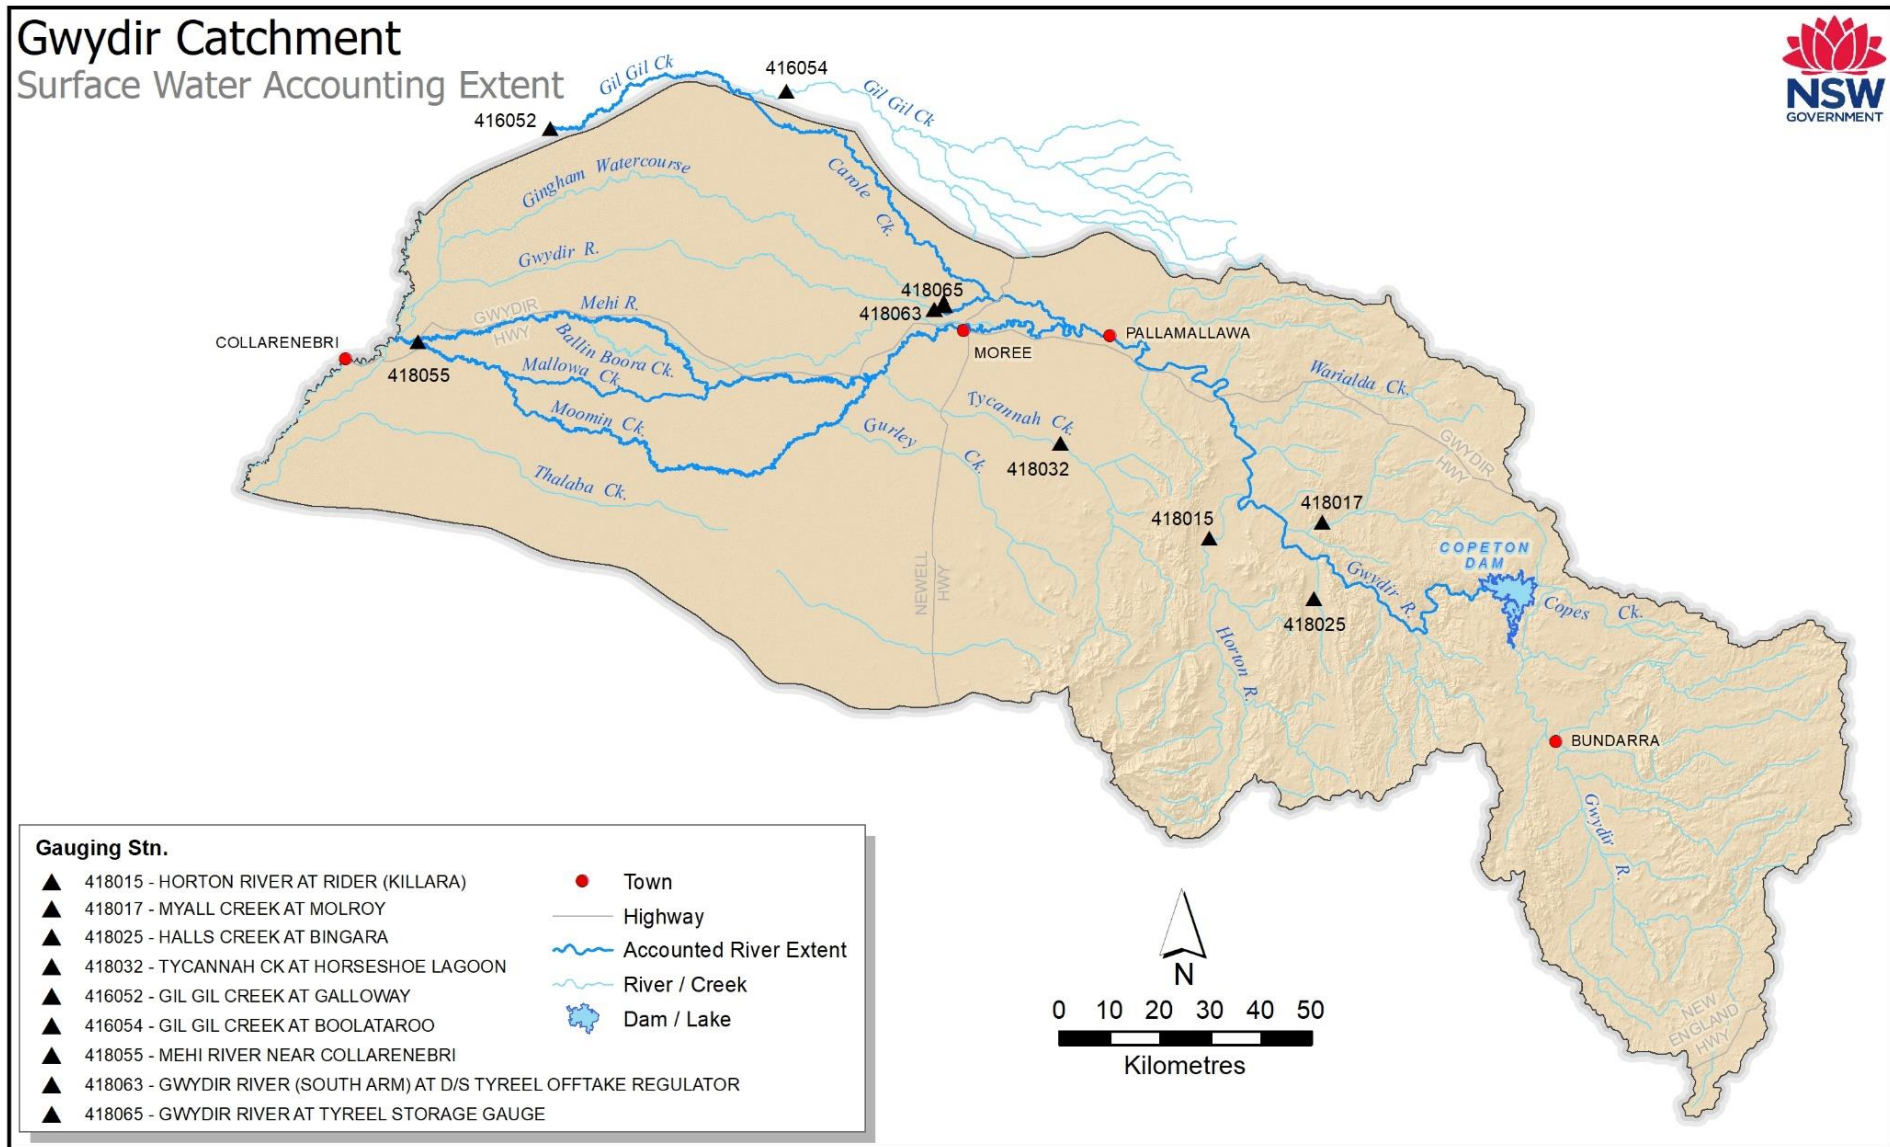 Gwydir Catchment
Surface Water Accounting Extent
NSW
GOVERNMENT
Gil Gil Ck
416054
Gil Gil Ck
416052
Gingham Watercourse
Carole Ck.
Gwydir R.
418065
418063
Mehi R.
GWYDIR
HWY
COLLARENEBRI
PALLAMALLAWA
MOREE
Ballin Boora Ck.
418055
Mallowa Ck.
Warialda Ck.
Moomin Ck.
Tycannah Ck.
Gurley Ck.
GWYDIR
HWY
418032
Thalaba Ck.
418017
418015
COPETON
DAM
NEWELL
HWY
Gwydir R.
Copes Ck.
418025
Horton R.
BUNDARRA
Gwydir R.
NEW
ENGLAND
HWY
Gauging Stn.
418015 - HORTON RIVER AT RIDER (KILLARA)
418017 - MYALL CREEK AT MOLROY
418025 - HALLS CREEK AT BINGARA
418032 - TYCANNAH CK AT HORSESHOE LAGOON
416052 - GIL GIL CREEK AT GALLOWAY
416054 - GIL GIL CREEK AT BOOLATAROO
418055 - MEHI RIVER NEAR COLLARENEBRI
418063 - GWYDIR RIVER (SOUTH ARM) AT D/S TYREEL OFFTAKE REGULATOR
418065 - GWYDIR RIVER AT TYREEL STORAGE GAUGE
Town
Highway
Accounted River Extent
River / Creek
Dam / Lake
N
0 10 20 30 40 50
Kilometres